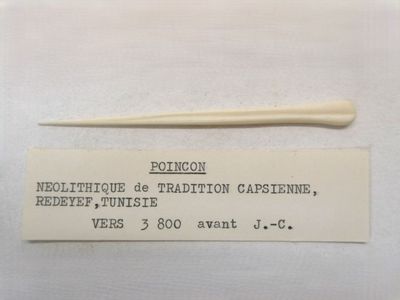 POINCON
NEOLITHIQUE de TRADITION CAPSIENNE,
REDEYEF,TUNISIE
VERS 3 800 avant J.-C.